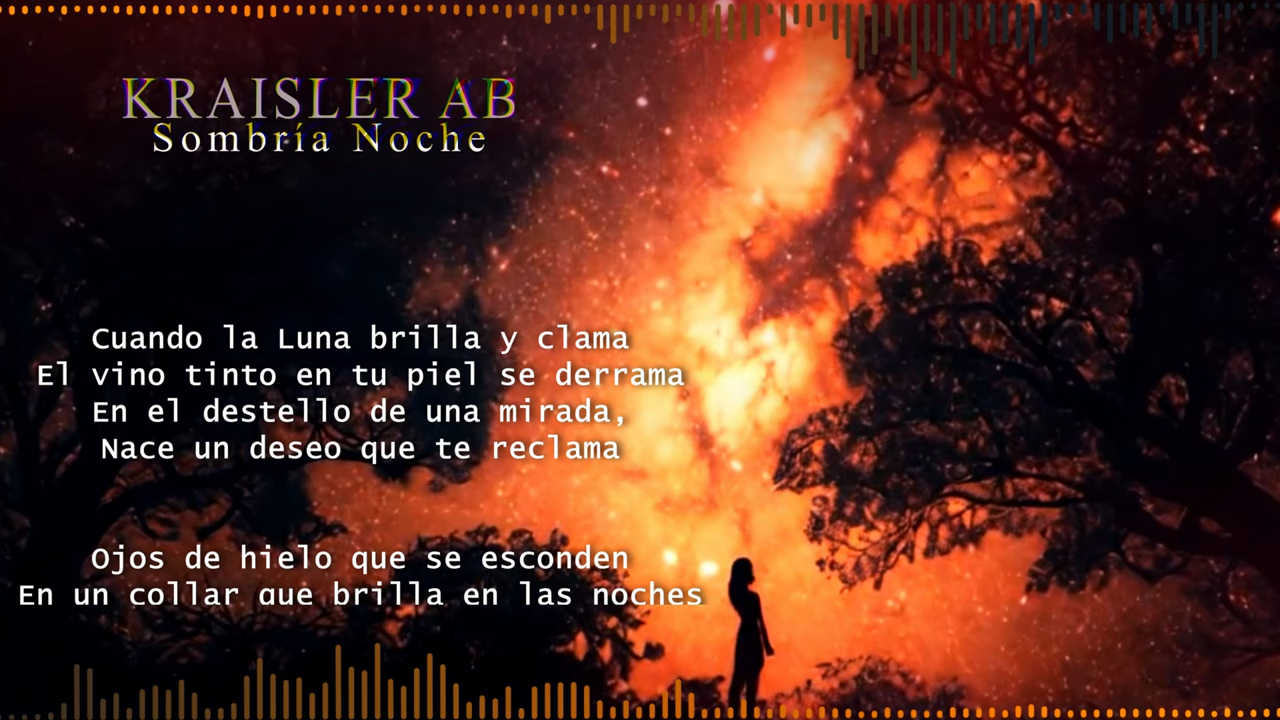 KRAISLER AB
Sombría Noche
Cuando la Luna brilla y clama
El vino tinto en tu piel se derrama
En el destello de una mirada,
Nace un deseo que te reclama
Ojos de hielo que se esconden
En un collar que brilla en las noches